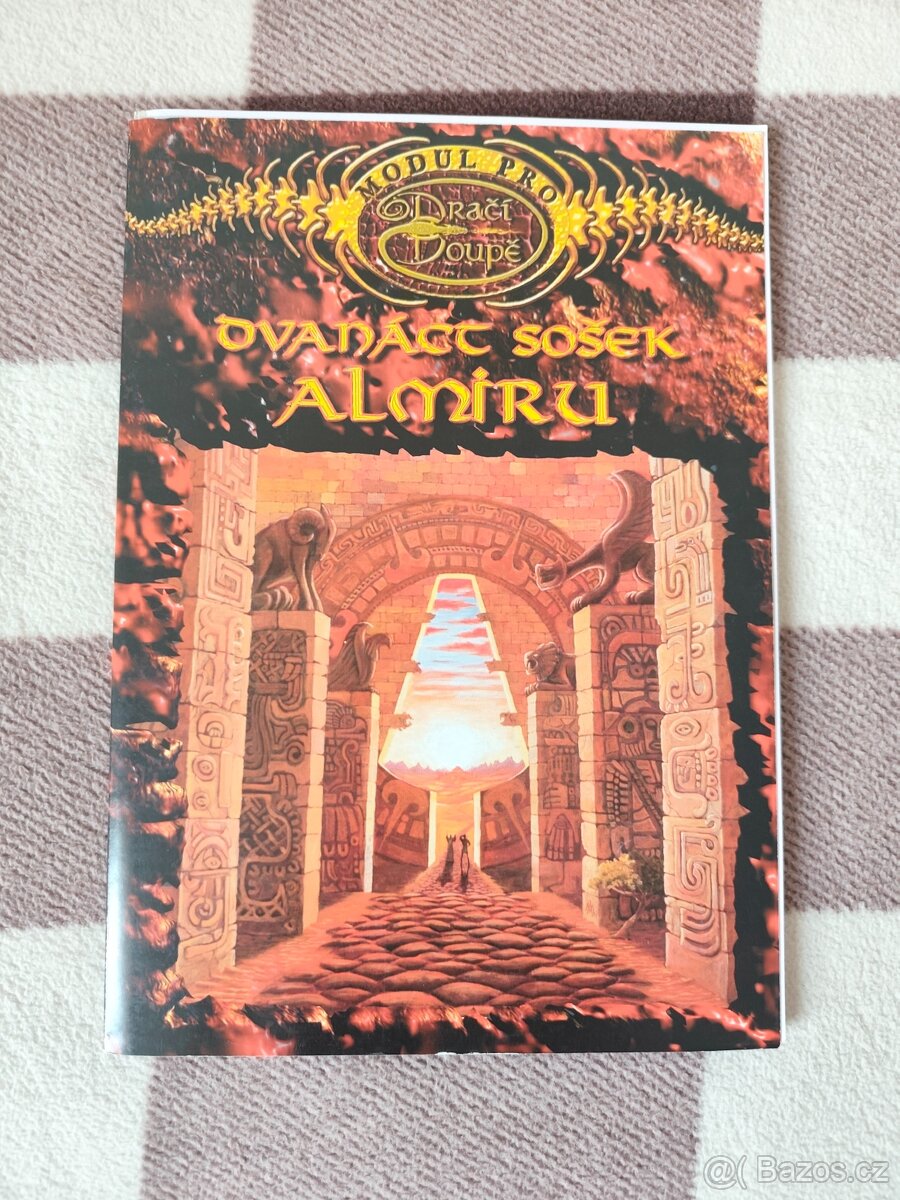 MODUL PRO
Dračí
Doupě
DVANÁCT SOŠEK
ALMIRU
@( Bazos.cz